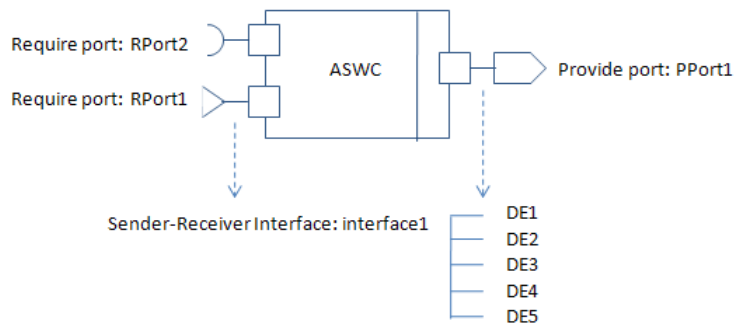 Require port: RPort2
ASWC
Provide port: PPort1
Require port: RPort1
Sender-Receiver Interface: interface1
DE1
DE2
DE3
DE4
DE5